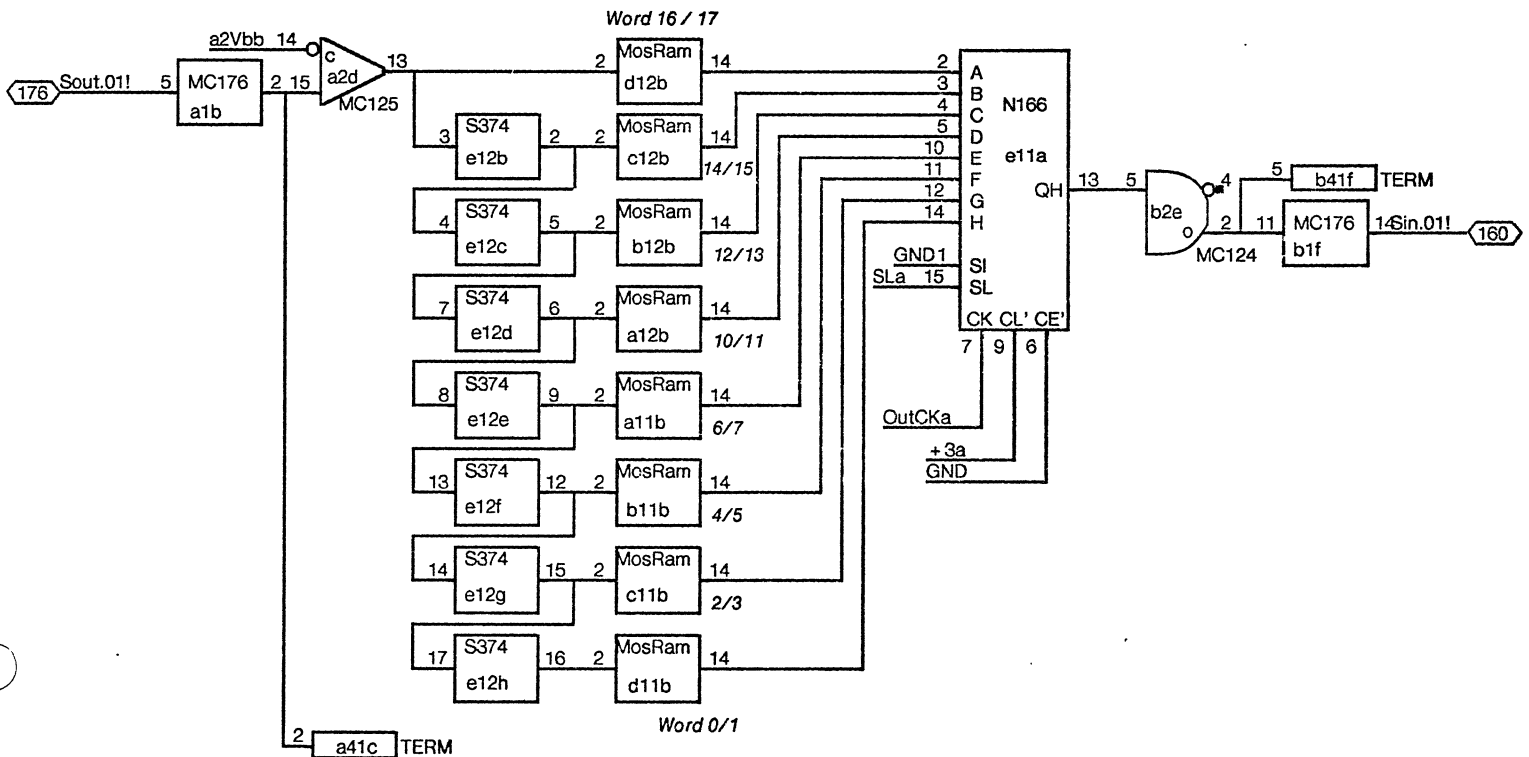 Word 16 / 17
a2Vbb 14
c
a2d
13
MC125
176
Sout.01!
5
MC176
a1b
2 15
2
MosRam
d12b
14
3
S374
e12b
2
2
MosRam
c12b
14
14/15
4
S374
e12c
5
2
MosRam
b12b
14
12/13
7
S374
e12d
6
2
MosRam
a12b
14
10/11
8
S374
e12e
9
2
MosRam
a11b
14
6/7
13
S374
e12f
12
2
MosRam
b11b
14
4/5
14
S374
e12g
15
2
MosRam
c11b
14
2/3
17
S374
e12h
16
2
MosRam
d11b
14
Word 0/1
2
a41c
TERM
2 A
3 B
4 C
5 D
10 E
11 F
12 G
14 H
N166
e11a
QH
GND1 SI
SLa 15 SL
CK CL' CE'
7 9 6
OutCKa
+3a
GND
13
5
b2e
o
4
2
MC124
5
b41f
TERM
11
MC176
b1f
14
Sin.01!
160